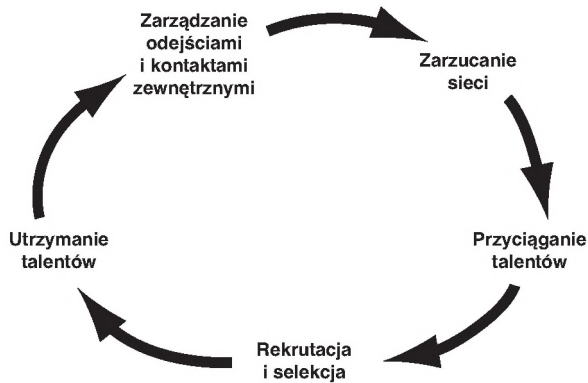 Zarządzanie
odejściami
i kontaktami
zewnętrznymi
Zarzucanie
sieci
Przyciąganie
talentów
Rekrutacja
i selekcja
Utrzymanie
talentów